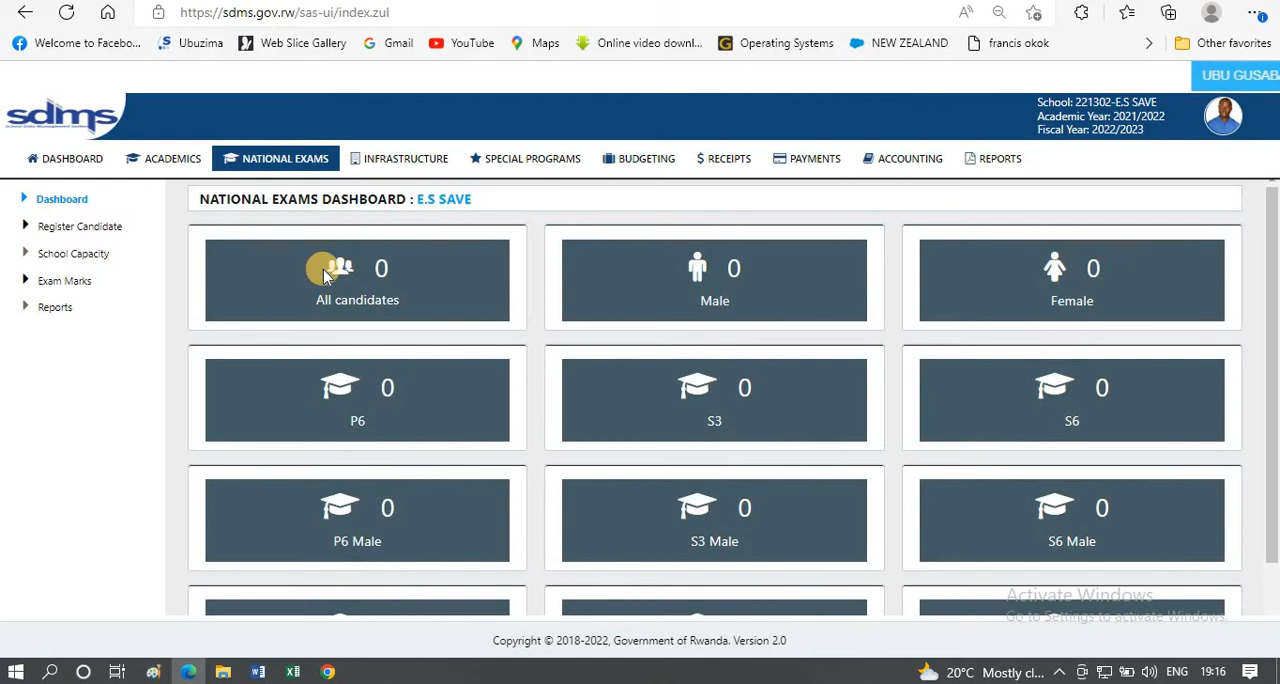 https://sdms.gov.rw/sas-ui/index.zul
Welcome to Facebo... Ubuzima Web Slice Gallery Gmail YouTube Maps Online video downl... Operating Systems NEW ZEALAND francis okok Other favorites
UBU GUSABA
sdms
School: 221302-E.S SAVE
Academic Year: 2021/2022
Fiscal Year: 2022/2023
DASHBOARD ACADEMICS NATIONAL EXAMS INFRASTRUCTURE SPECIAL PROGRAMS BUDGETING RECEIPTS PAYMENTS ACCOUNTING REPORTS
Dashboard
Register Candidate
School Capacity
Exam Marks
Reports
NATIONAL EXAMS DASHBOARD : E.S SAVE
0
All candidates
0
Male
0
Female
0
P6
0
S3
0
S6
0
P6 Male
0
S3 Male
0
S6 Male
Activate Windows
Go to Settings to activate Windows.
Copyright © 2018-2022, Government of Rwanda. Version 2.0
20°C Mostly cl... ENG 19:16